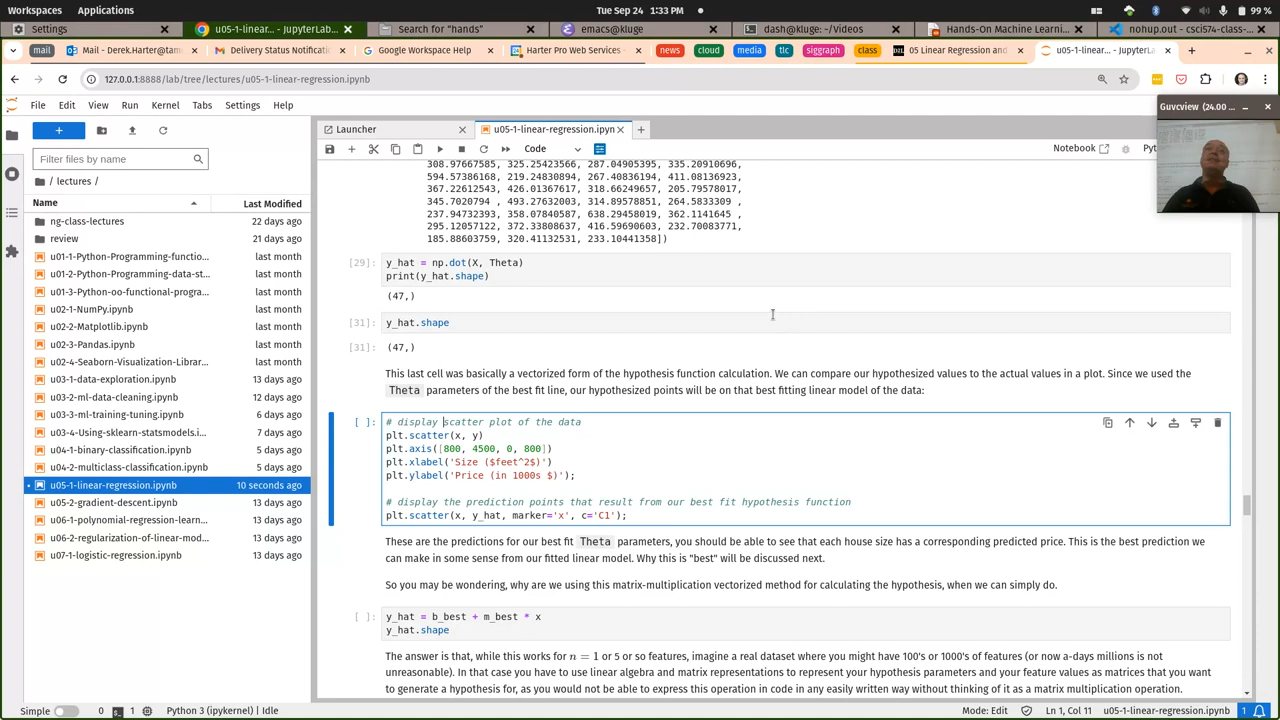 Workspaces Applications Tue Sep 24 1:33 PM 99 %
Settings u05-1-linear-regr... - JupyterLab Search for "hands" emacs@kluge dash@kluge: ~/Videos Hands-On Machine Learning nohup.out - csci574-class-
mail Mail - Derek.Harter@tam Delivery Status Notificati Google Workspace Help Harter Pro Web Services - news cloud media tlc siggraph class 05 Linear Regression and u05-1-linear-regr... - Jupyte
127.0.0.1:8888/lab/tree/lectures/u05-1-linear-regression.ipynb
File Edit View Run Kernel Tabs Settings Help
Guvcview (24.00
Launcher u05-1-linear-regression.ipyn
Code Notebook Pyt
Filter files by name
/ lectures /
Name Last Modified
ng-class-lectures 22 days ago
review 21 days ago
u01-1-Python-Programming-functio... last month
u01-2-Python-Programming-data-st... last month
u01-3-Python-oo-functional-progra... last month
u02-1-NumPy.ipynb last month
u02-2-Matplotlib.ipynb last month
u02-3-Pandas.ipynb last month
u02-4-Seaborn-Visualization-Librar... last month
u03-1-data-exploration.ipynb 13 days ago
u03-2-ml-data-cleaning.ipynb 13 days ago
u03-3-ml-training-tuning.ipynb 6 days ago
u03-4-Using-sklearn-statsmodels.i... 13 days ago
u04-1-binary-classification.ipynb 5 days ago
u04-2-multiclass-classification.ipynb 5 days ago
u05-1-linear-regression.ipynb 10 seconds ago
u05-2-gradient-descent.ipynb 13 days ago
u06-1-polynomial-regression-learn... 13 days ago
u06-2-regularization-of-linear-mod... 13 days ago
u07-1-logistic-regression.ipynb 13 days ago
308.97667585, 325.25423566, 287.04905395, 335.20910696,
594.57386168, 219.24830894, 267.29064166, 411.08136923,
367.22612543, 426.01367617, 318.66249657, 205.79578017,
345.7020794 , 493.27632003, 314.89578851, 264.5833309 ,
237.94732393, 358.07840587, 638.29458019, 362.1141645 ,
295.12057122, 372.33808637, 416.59690603, 232.70083771,
185.88603759, 320.41132531, 233.10441358])
[29]: y_hat = np.dot(X, Theta)
print(y_hat.shape)
(47,)
[31]: y_hat.shape
[31]: (47,)
This last cell was basically a vectorized form of the hypothesis function calculation. We can compare our hypothesized values to the actual values in a plot. Since we used the
Theta parameters of the best fit line, our hypothesized points will be on that best fitting linear model of the data:
[ ]: # display scatter plot of the data
plt.scatter(x, y)
plt.axis([800, 4500, 0, 800])
plt.xlabel('Size ($feet^2$)')
plt.ylabel('Price (in 1000s $)');
# display the prediction points that result from our best fit hypothesis function
plt.scatter(x, y_hat, marker='x', c='C1');
These are the predictions for our best fit Theta parameters, you should be able to see that each house size has a corresponding predicted price. This is the best prediction we
can make in some sense from our fitted linear model. Why this is "best" will be discussed next.
So you may be wondering, why are we using this matrix-multiplication vectorized method for calculating the hypothesis, when we can simply do.
[ ]: y_hat = b_best + m_best * x
y_hat.shape
The answer is that, while this works for n = 1 or 5 or so features, imagine a real dataset where you might have 100's or 1000's of features (or now a-days millions is not
unreasonable). In that case you have to use linear algebra and matrix representations to represent your hypothesis parameters and your feature values as matrices that you want
to generate a hypothesis for, as you would not be able to express this operation in code in any easily written way without thinking of it as a matrix multiplication operation.
Simple 0 1 Python 3 (ipykernel) | Idle Mode: Edit Ln 1, Col 11 u05-1-linear-regression.ipynb 1